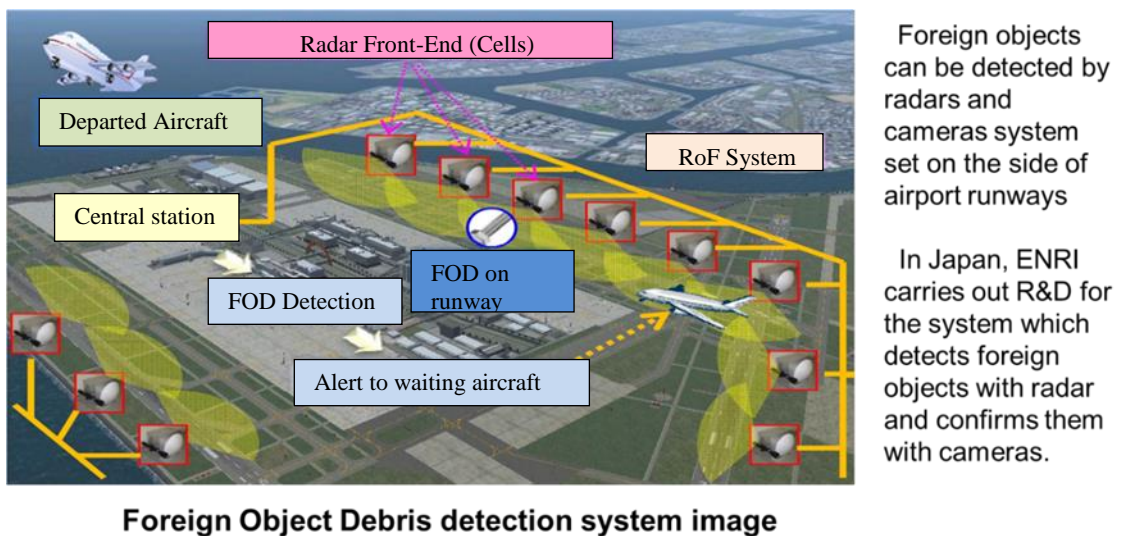 Radar Front-End (Cells)
Departed Aircraft
RoF System
Central station
FOD Detection
FOD on
runway
Alert to waiting aircraft
Foreign objects
can be detected by
radars and
cameras system
set on the side of
airport runways
In Japan, ENRI
carries out R&D for
the system which
detects foreign
objects with radar
and confirms them
with cameras.
Foreign Object Debris detection system image